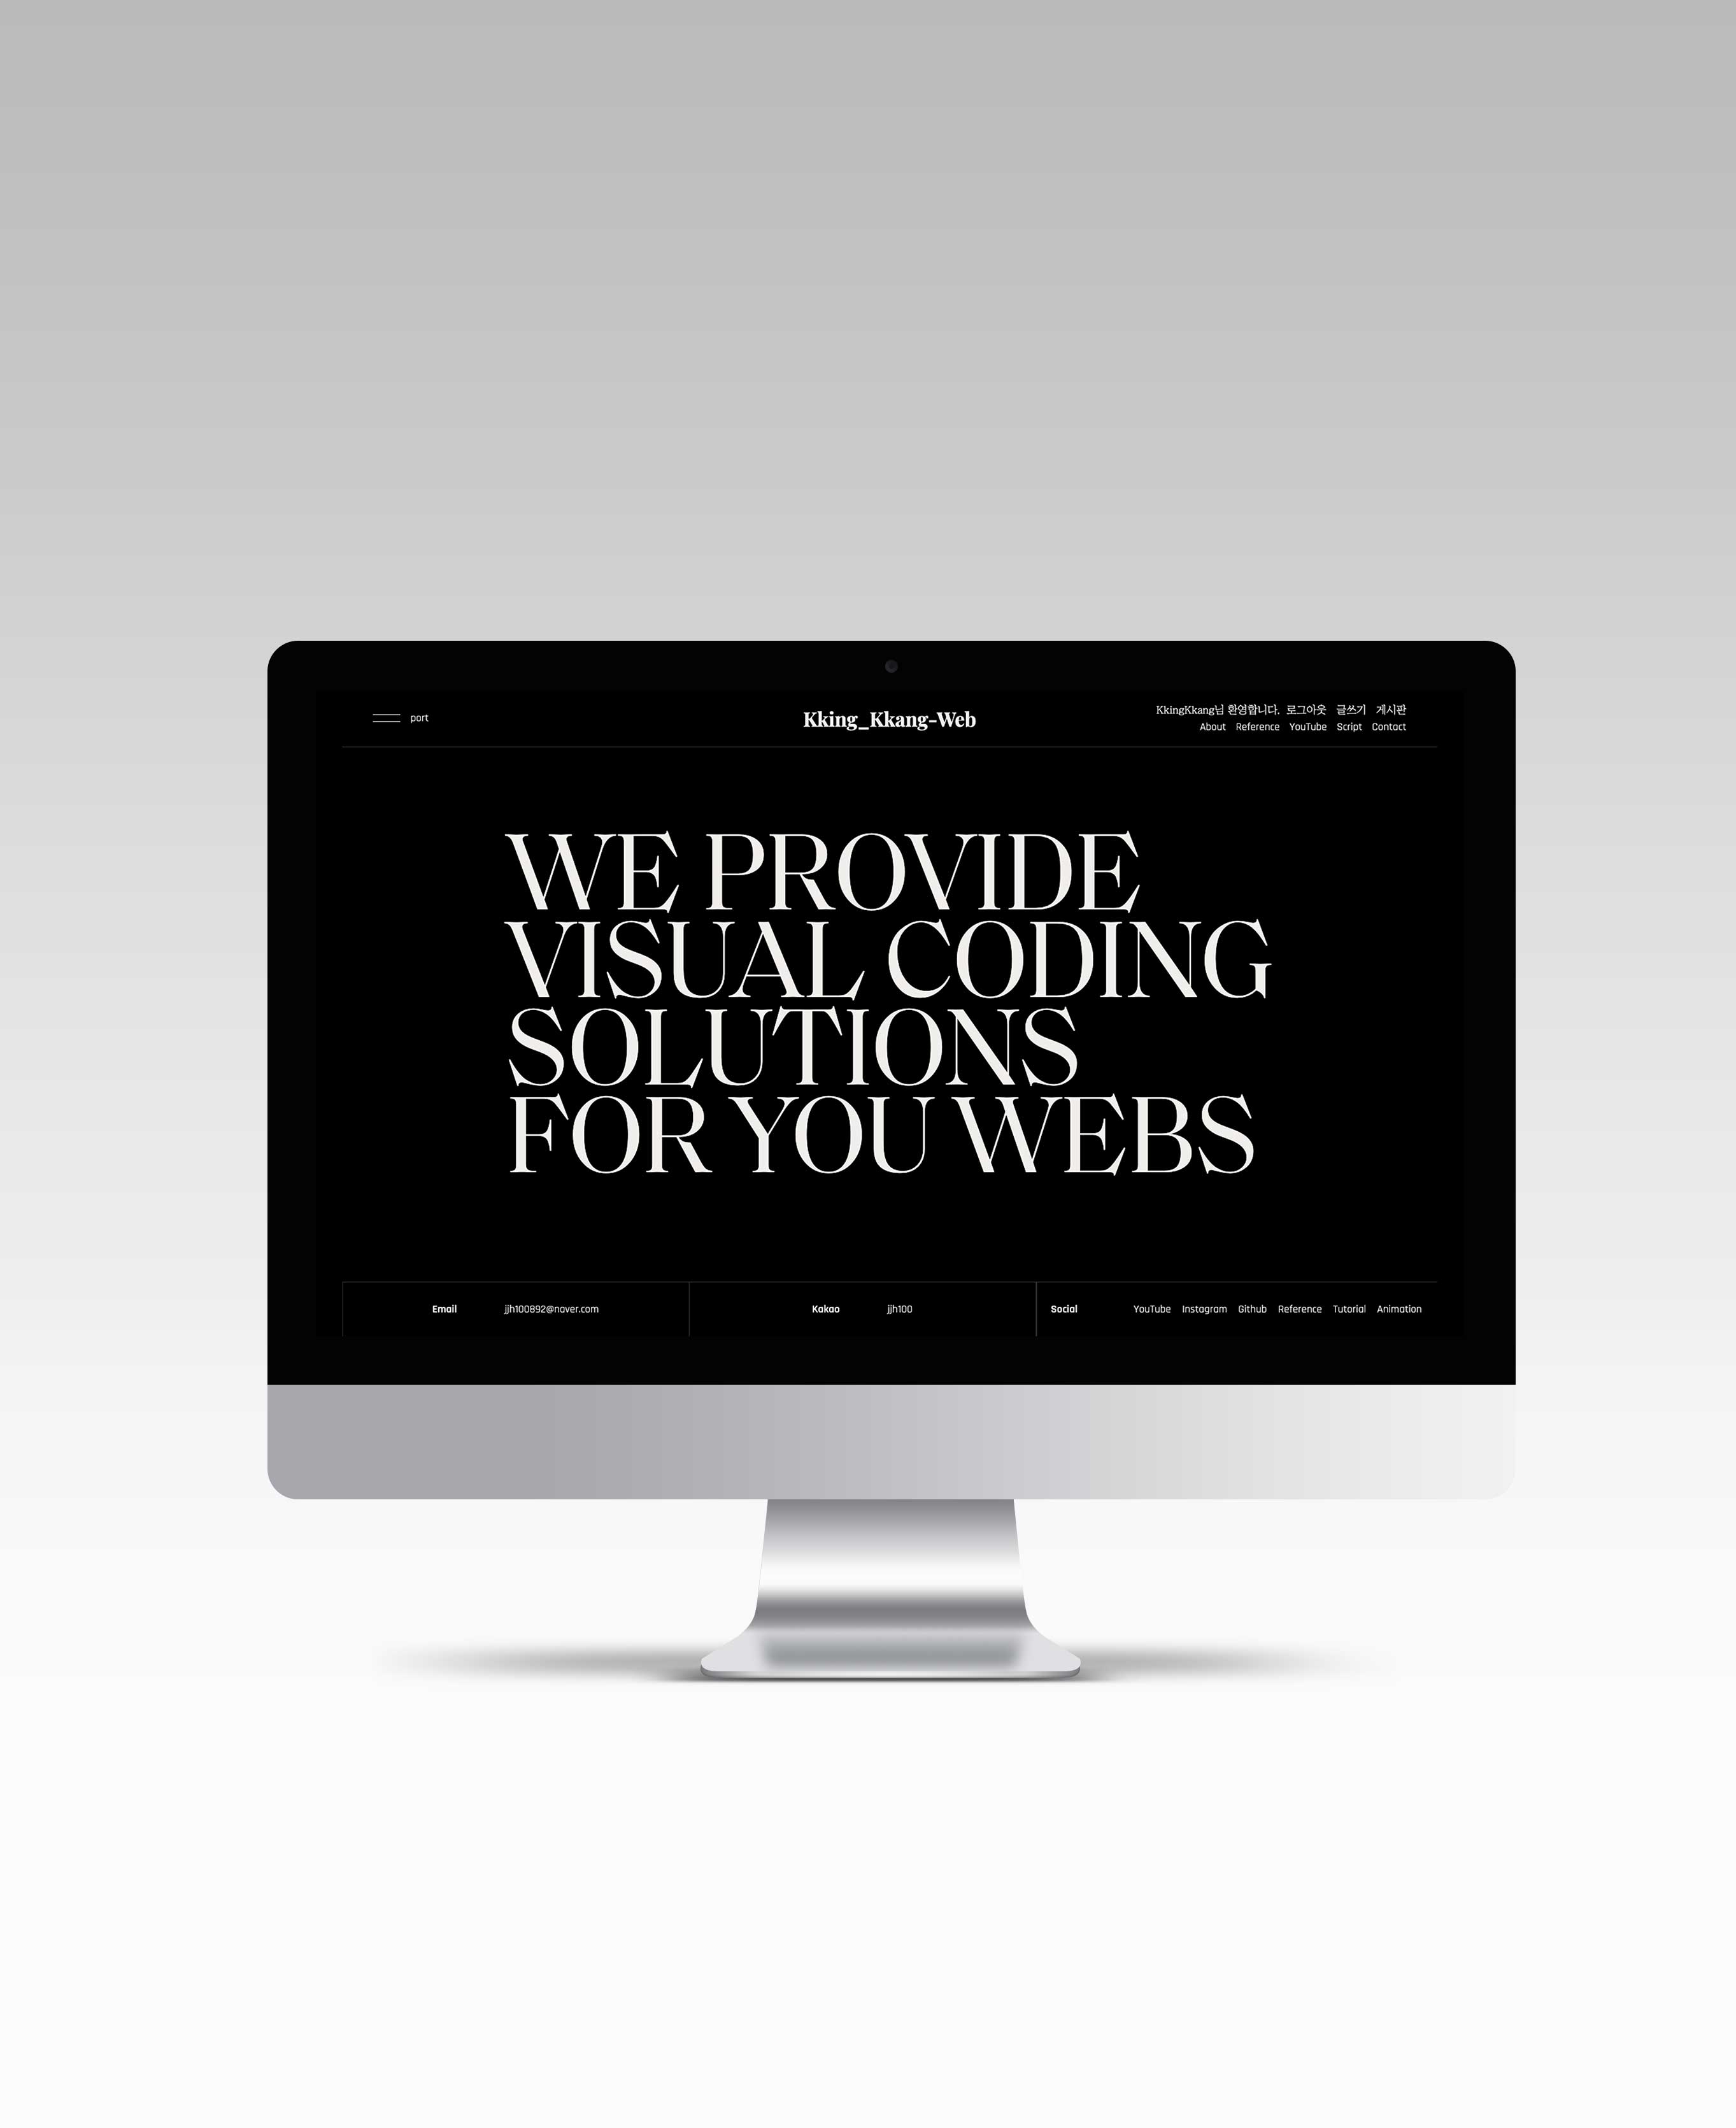 port
Kking_Kkang-Web
KkingKkang님 환영합니다. 로그아웃 글쓰기 게시판
About Reference YouTube Script Contact
WE PROVIDE
VISUAL CODING
SOLUTIONS
FOR YOU WEBS
Email jjh100892@naver.com
Kakao jjh100
Social YouTube Instagram Github Reference Tutorial Animation